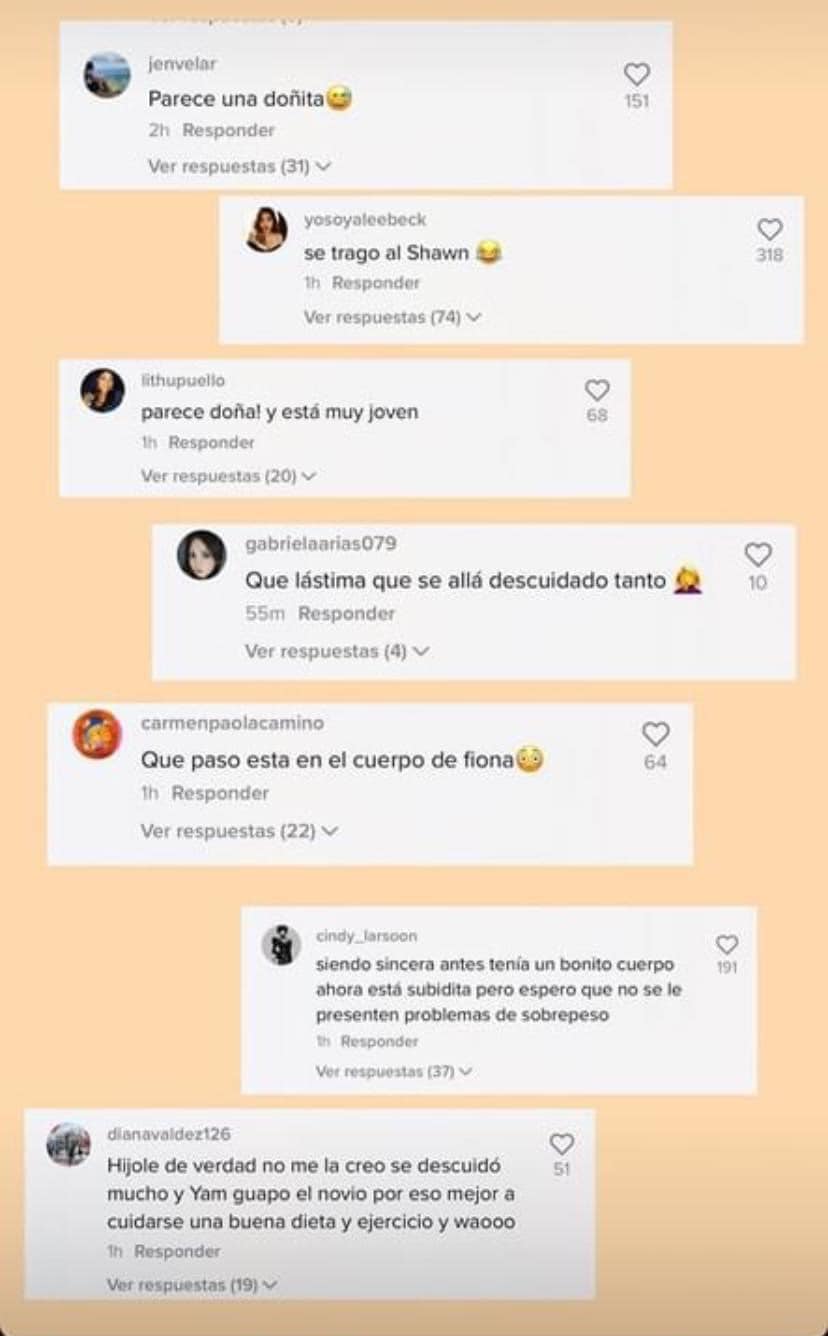 jenvelar
Parece una doñita😅
151
2h Responder
Ver respuestas (31)
yosoyaleebeck
se trago al Shawn 😂
318
1h Responder
Ver respuestas (74)
lithupuello
parece doña! y está muy joven
68
1h Responder
Ver respuestas (20)
gabrielaarias079
Que lástima que se allá descuidado tanto 🤦‍♀️
10
55m Responder
Ver respuestas (4)
carmenpaolacamino
Que paso esta en el cuerpo de fiona😳
64
1h Responder
Ver respuestas (22)
cindy_larsoon
siendo sincera antes tenía un bonito cuerpo
191
ahora está subidita pero espero que no se le
presenten problemas de sobrepeso
1h Responder
Ver respuestas (37)
dianavaldez126
Hijole de verdad no me la creo se descuidó
51
mucho y Yam guapo el novio por eso mejor a
cuidarse una buena dieta y ejercicio y waooo
1h Responder
Ver respuestas (19)